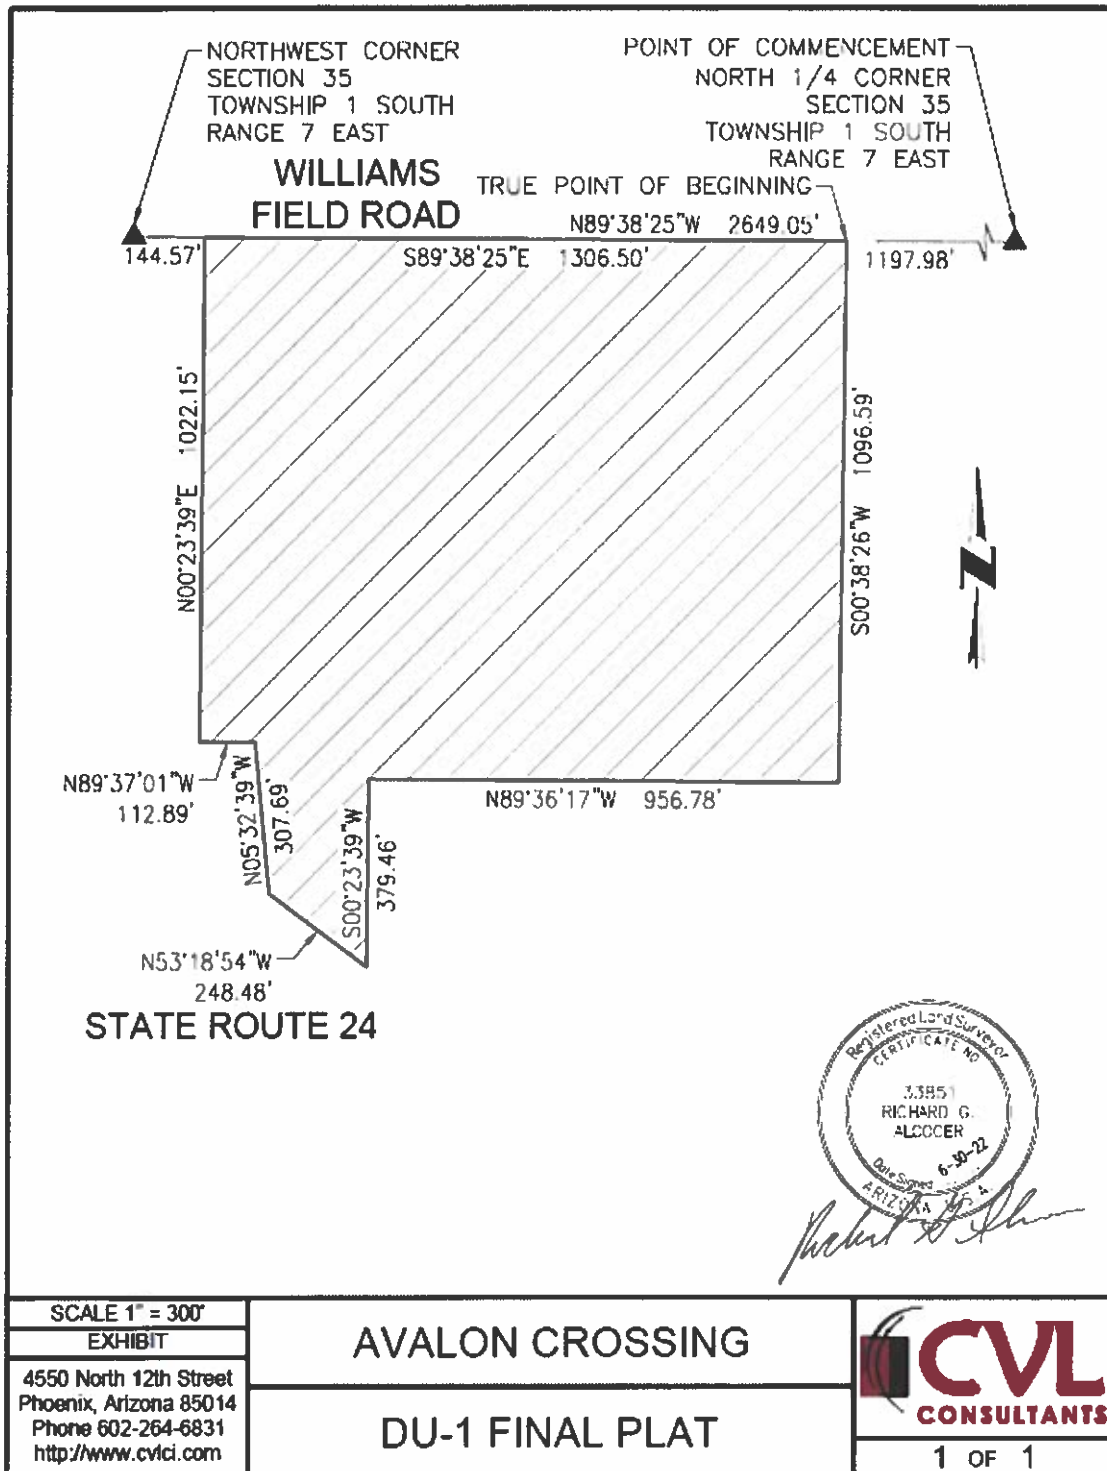 NORTHWEST CORNER
SECTION 35
TOWNSHIP 1 SOUTH
RANGE 7 EAST
POINT OF COMMENCEMENT
NORTH 1/4 CORNER
SECTION 35
TOWNSHIP 1 SOUTH
RANGE 7 EAST
WILLIAMS
FIELD ROAD
TRUE POINT OF BEGINNING
N89°38'25"W 2649.05'
144.57'
S89°38'25"E 1306.50'
1197.98'
N00°23'39"E 1022.15'
S00°38'26"W 1096.59'
N89°37'01"W
112.89'
N05°32'39"W
307.69'
S00°23'39"W
379.46'
N89°36'17"W 956.78'
N53°18'54"W
248.48'
STATE ROUTE 24
Z
Registered Land Surveyor
CERTIFICATE NO
33851
RICHARD G.
ALCOCER
Date Signed 6-30-22
ARIZONA U.S.A.
SCALE 1" = 300'
EXHIBIT
4550 North 12th Street
Phoenix, Arizona 85014
Phone 602-264-6831
http://www.cvlci.com
AVALON CROSSING
DU-1 FINAL PLAT
CVL
CONSULTANTS
1 OF 1